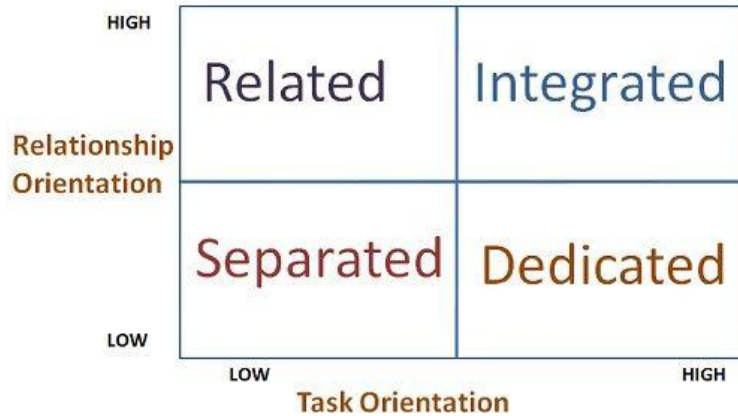 HIGH
Related
Integrated
Relationship
Orientation
Separated
Dedicated
LOW
LOW
HIGH
Task Orientation